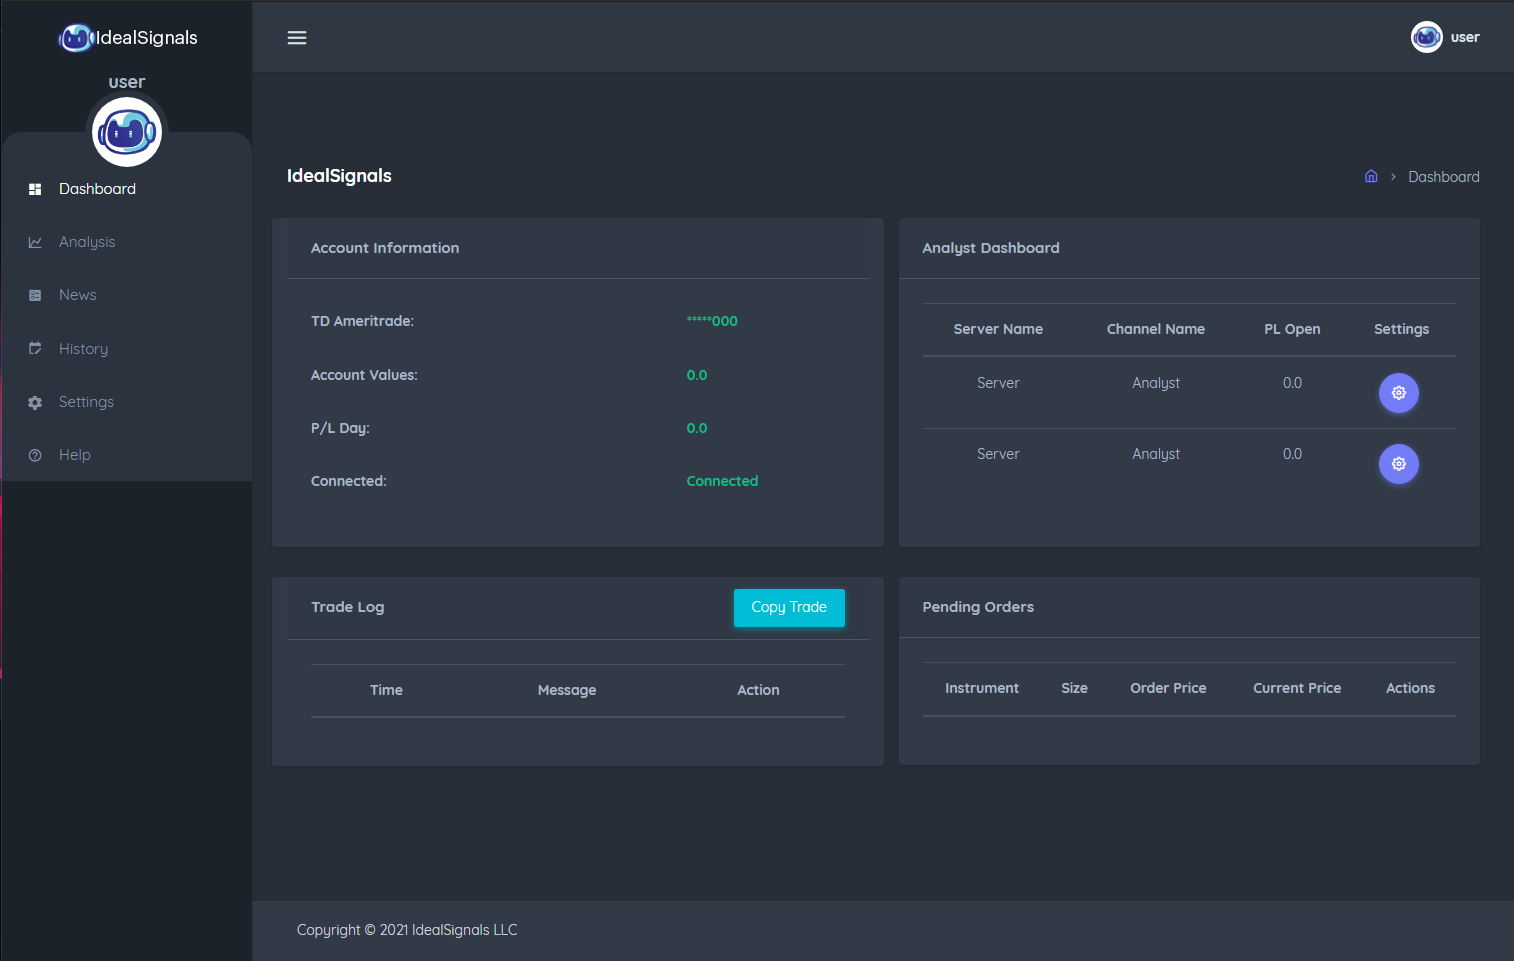 IdealSignals
user
user
Dashboard
Analysis
News
History
Settings
Help
IdealSignals
Dashboard
Account Information
TD Ameritrade: *****000
Account Values: 0.0
P/L Day: 0.0
Connected: Connected
Analyst Dashboard
Server Name Channel Name PL Open Settings
Server Analyst 0.0
Server Analyst 0.0
Trade Log Copy Trade
Time Message Action
Pending Orders
Instrument Size Order Price Current Price Actions
Copyright © 2021 IdealSignals LLC